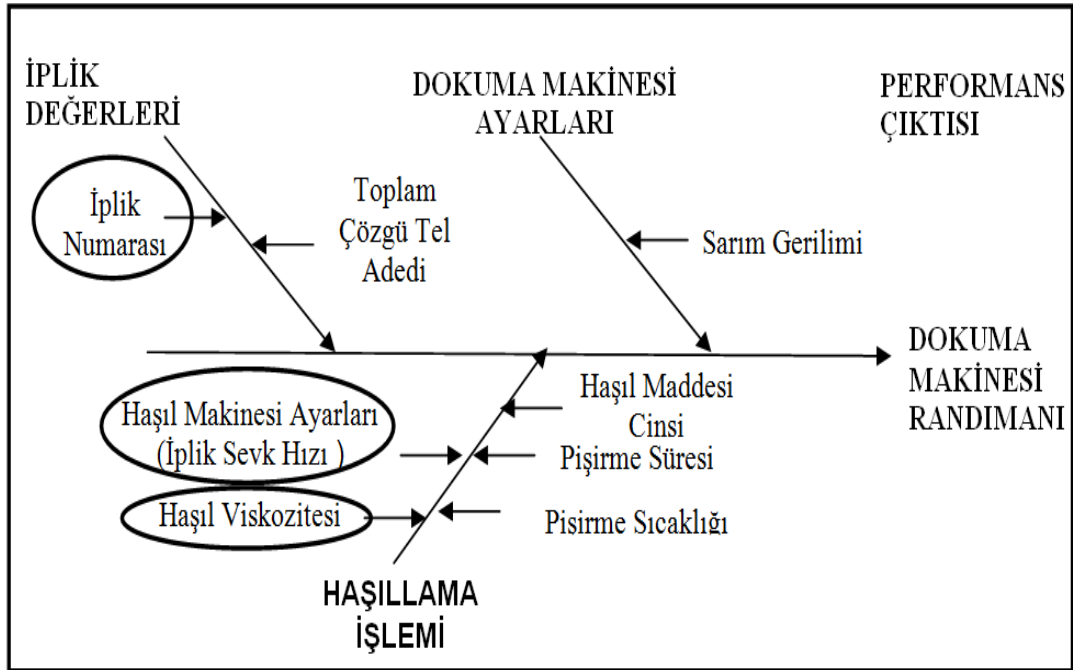 İPLİK
DEĞERLERİ
DOKUMA MAKİNESİ
AYARLARI
PERFORMANS
ÇIKTISI
İplik
Numarası
Toplam
Çözgü Tel
Adedi
Sarım Gerilimi
DOKUMA
MAKİNESİ
RANDIMANI
Haşıl Makinesi Ayarları
(İplik Sevk Hızı )
Haşıl Maddesi
Cinsi
Pişirme Süresi
Haşıl Viskozitesi
Pisirme Sıcaklığı
HAŞILLAMA
İŞLEMİ